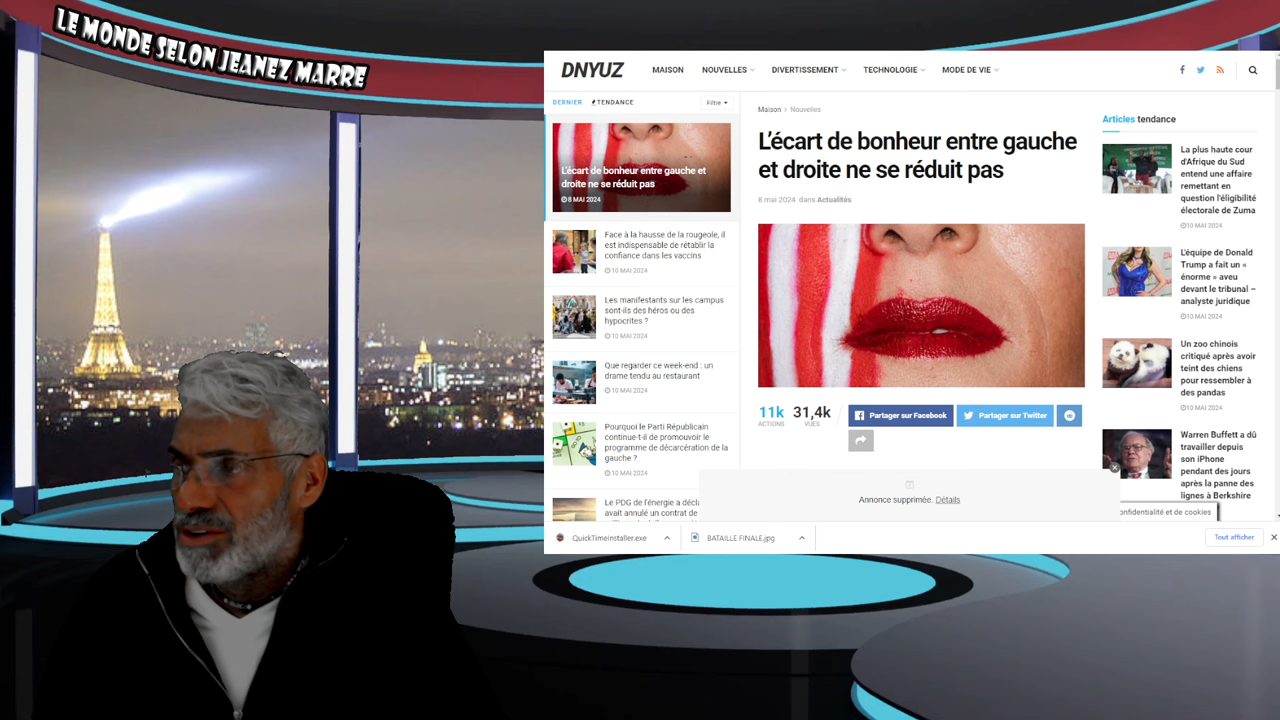 LE MONDE SELON JEANEZ MARRE
DNYUZ
MAISON
NOUVELLES
DIVERTISSEMENT
TECHNOLOGIE
MODE DE VIE
DERNIER
TENDANCE
Filtre
L'écart de bonheur entre gauche et
droite ne se réduit pas
8 MAI 2024
Face à la hausse de la rougeole, il
est indispensable de rétablir la
confiance dans les vaccins
10 MAI 2024
Les manifestants sur les campus
sont-ils des héros ou des
hypocrites ?
10 MAI 2024
Que regarder ce week-end : un
drame tendu au restaurant
10 MAI 2024
Pourquoi le Parti Républicain
continue-t-il de promouvoir le
programme de décarcération de la
gauche ?
10 MAI 2024
Le PDG de l'énergie a décla
avait annulé un contrat de
Maison > Nouvelles
L'écart de bonheur entre gauche
et droite ne se réduit pas
8 mai 2024 dans Actualités
11k
ACTIONS
31,4k
VUES
Partager sur Facebook
Partager sur Twitter
Annonce supprimée. Détails
Articles tendance
La plus haute cour
d'Afrique du Sud
entend une affaire
remettant en
question l'éligibilité
électorale de Zuma
10 MAI 2024
L'équipe de Donald
Trump a fait un «
énorme » aveu
devant le tribunal –
analyste juridique
10 MAI 2024
Un zoo chinois
critiqué après avoir
teint des chiens
pour ressembler à
des pandas
10 MAI 2024
Warren Buffett a dû
travailler depuis
son iPhone
pendant des jours
après la panne des
lignes à Berkshire
onfidentialité et de cookies
QuickTimeInstaller.exe
BATAILLE FINALE.jpg
Tout afficher